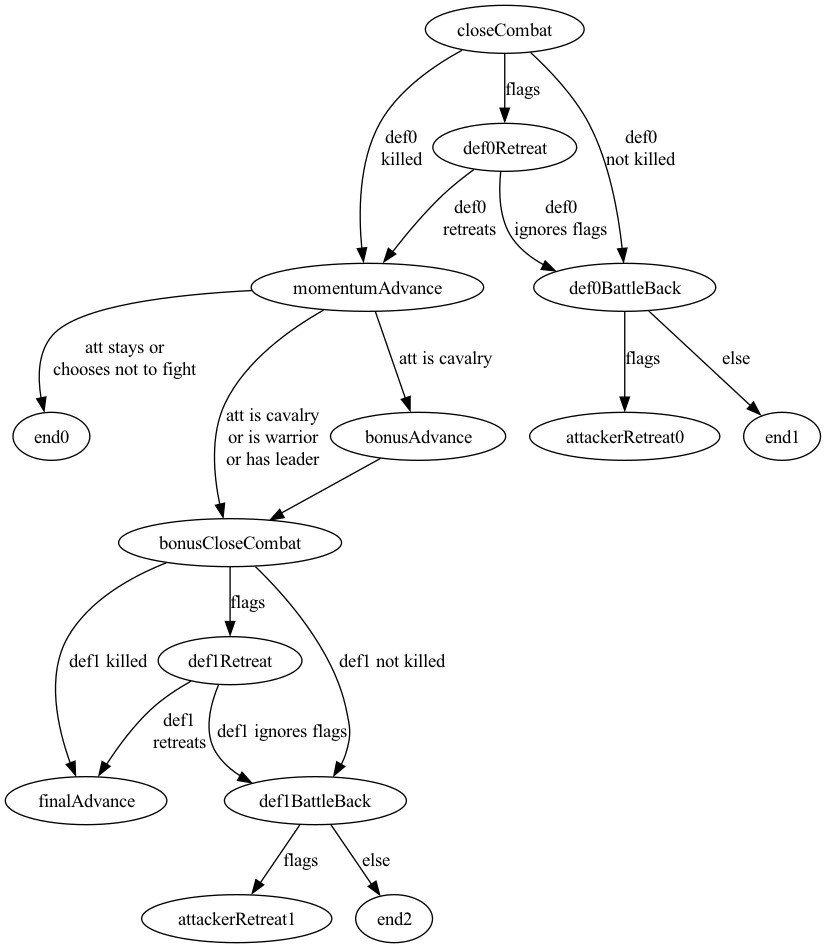 closeCombat
flags
def0
killed
def0
not killed
def0Retreat
def0
retreats
def0
ignores flags
momentumAdvance
def0BattleBack
att stays or
chooses not to fight
att is cavalry
flags
else
att is cavalry
or is warrior
or has leader
end0
bonusAdvance
attackerRetreat0
end1
bonusCloseCombat
flags
def1 killed
def1Retreat
def1 not killed
def1
retreats
def1 ignores flags
finalAdvance
def1BattleBack
flags
else
attackerRetreat1
end2